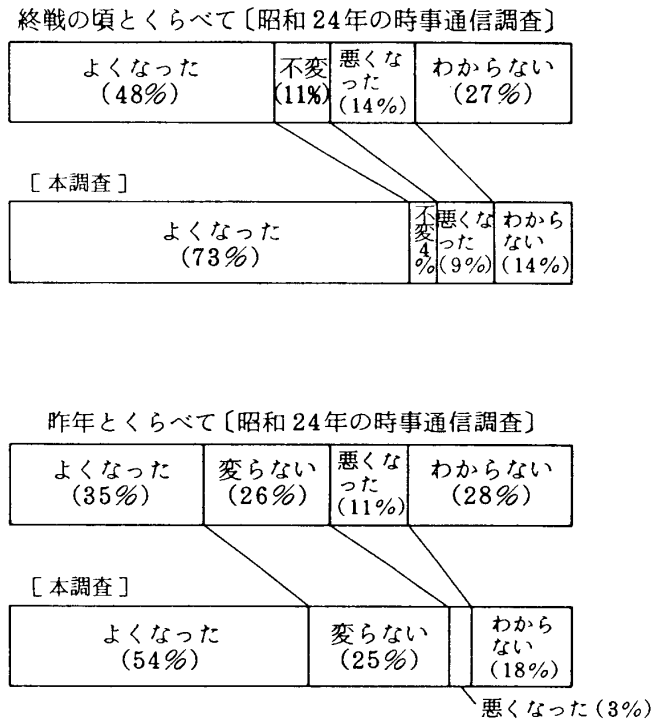 終戦の頃とくらべて〔昭和24年の時事通信調査〕
よくなった
(48%)
不変
(11%)
悪くな
った
(14%)
わからない
(27%)
[本調査]
よくなった
(73%)
不変4%
悪くな
った
(9%)
わから
ない
(14%)
昨年とくらべて〔昭和24年の時事通信調査〕
よくなった
(35%)
変らない
(26%)
悪くな
った
(11%)
わからない
(28%)
[本調査]
よくなった
(54%)
変らない
(25%)
わから
ない
(18%)
悪くなった(3%)